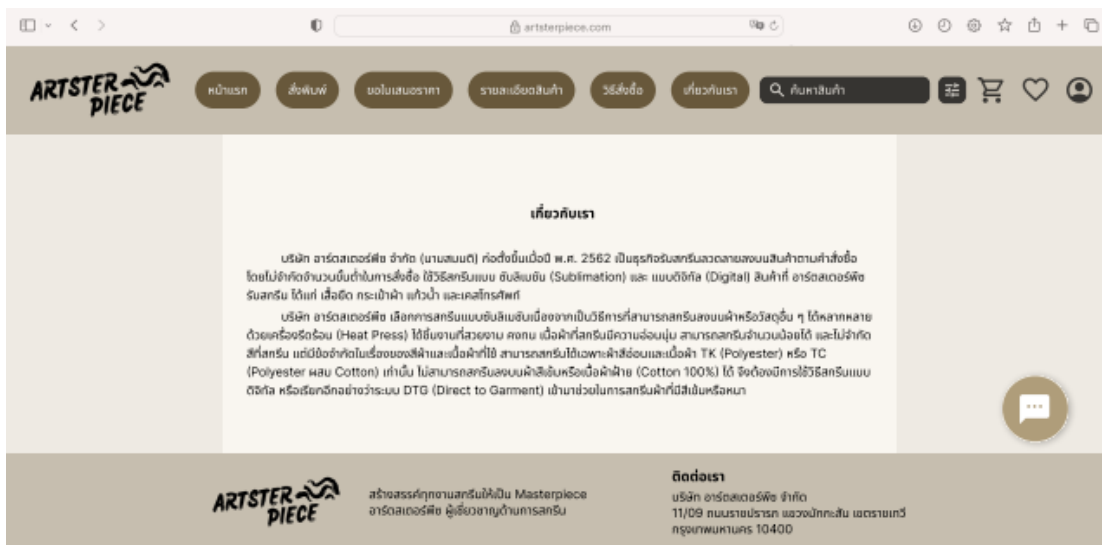 artsterpiece.com
ARTSTER PIECE
หน้าแรก
สั่งพิมพ์
ขอใบเสนอราคา
รายละเอียดสินค้า
วิธีสั่งซื้อ
เกี่ยวกับเรา
ค้นหาสินค้า
เกี่ยวกับเรา
บริษัท อาร์ตสเตอร์พีซ จำกัด (นามสมมติ) ก่อตั้งขึ้นเมื่อปี พ.ศ. 2562 เป็นธุรกิจรับสกรีนลวดลายลงบนสินค้าตามคำสั่งซื้อ
โดยไม่จำกัดจำนวนขั้นต่ำในการสั่งซื้อ ใช้วิธีสกรีนแบบ ซับลิเมชัน (Sublimation) และ แบบดิจิทัล (Digital) สินค้าที่ อาร์ตสเตอร์พีซ
รับสกรีน ได้แก่ เสื้อยืด กระเป๋าผ้า แก้วน้ำ และเคสโทรศัพท์
บริษัท อาร์ตสเตอร์พีซ เลือกการสกรีนแบบซับลิเมชันเนื่องจากเป็นวิธีการที่สามารถสกรีนลงบนผ้าหรือวัสดุอื่น ๆ ได้หลากหลาย
ด้วยเครื่องรีดร้อน (Heat Press) ได้ชิ้นงานที่สวยงาม คงทน เนื้อผ้าที่สกรีนมีความอ่อนนุ่ม สามารถสกรีนจำนวนน้อยได้ และไม่จำกัด
สีที่สกรีน แต่มีข้อจำกัดในเรื่องของสีผ้าและเนื้อผ้าที่ใช้ สามารถสกรีนได้เฉพาะผ้าสีอ่อนและเนื้อผ้า TK (Polyester) หรือ TC
(Polyester ผสม Cotton) เท่านั้น ไม่สามารถสกรีนลงบนผ้าสีเข้มหรือเนื้อผ้าฝ้าย (Cotton 100%) ได้ จึงต้องมีการใช้วิธีสกรีนแบบ
ดิจิทัล หรือเรียกอีกอย่างว่าระบบ DTG (Direct to Garment) เข้ามาช่วยในการสกรีนผ้าที่มีสีเข้มหรือหนา
ARTSTER PIECE
สร้างสรรค์ทุกงานสกรีนให้เป็น Masterpiece
อาร์ตสเตอร์พีซ ผู้เชี่ยวชาญด้านการสกรีน
ติดต่อเรา
บริษัท อาร์ตสเตอร์พีซ จำกัด
11/09 ถนนราชปรารภ แขวงมักกะสัน เขตราชเทวี
กรุงเทพมหานคร 10400